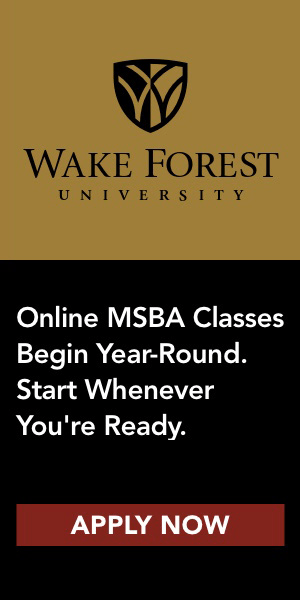 WAKE FOREST
UNIVERSITY
Online MSBA Classes
Begin Year-Round.
Start Whenever
You're Ready.
APPLY NOW